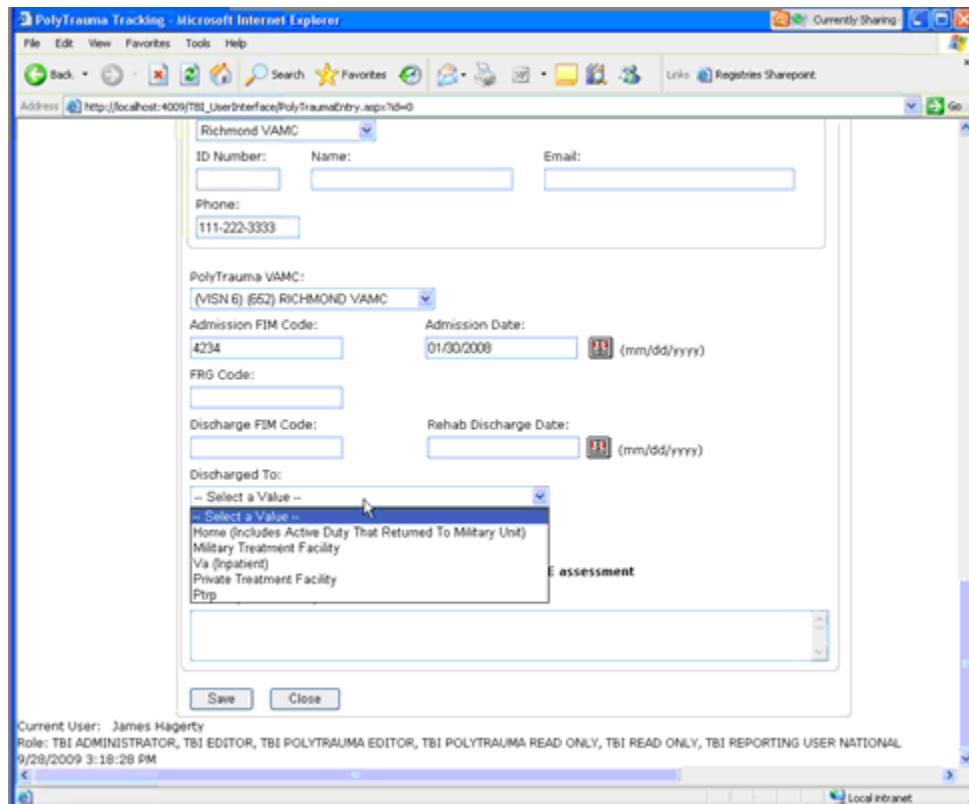 PolyTrauma Tracking - Microsoft Internet Explorer
Currently Sharing
File Edit View Favorites Tools Help
Back Search Favorites Links Registries Sharepoint
Address http://localhost:4009/TBI_UserInterface/PolyTraumaEntry.aspx?id=0 Go
Richmond VAMC
ID Number: Name: Email:
Phone:
111-222-3333
PolyTrauma VAMC:
(VISN 6) (652) RICHMOND VAMC
Admission FIM Code: Admission Date:
4234 01/30/2008 (mm/dd/yyyy)
FRG Code:
Discharge FIM Code: Rehab Discharge Date:
(mm/dd/yyyy)
Discharged To:
-- Select a Value --
-- Select a Value --
Home (Includes Active Duty That Returned To Military Unit)
Military Treatment Facility
Va (Inpatient)
Private Treatment Facility
E assessment
Ptrp
Save Close
Current User: James Hagerty
Role: TBI ADMINISTRATOR, TBI EDITOR, TBI POLYTRAUMA EDITOR, TBI POLYTRAUMA READ ONLY, TBI READ ONLY, TBI REPORTING USER NATIONAL
9/28/2009 3:18:28 PM
Local intranet